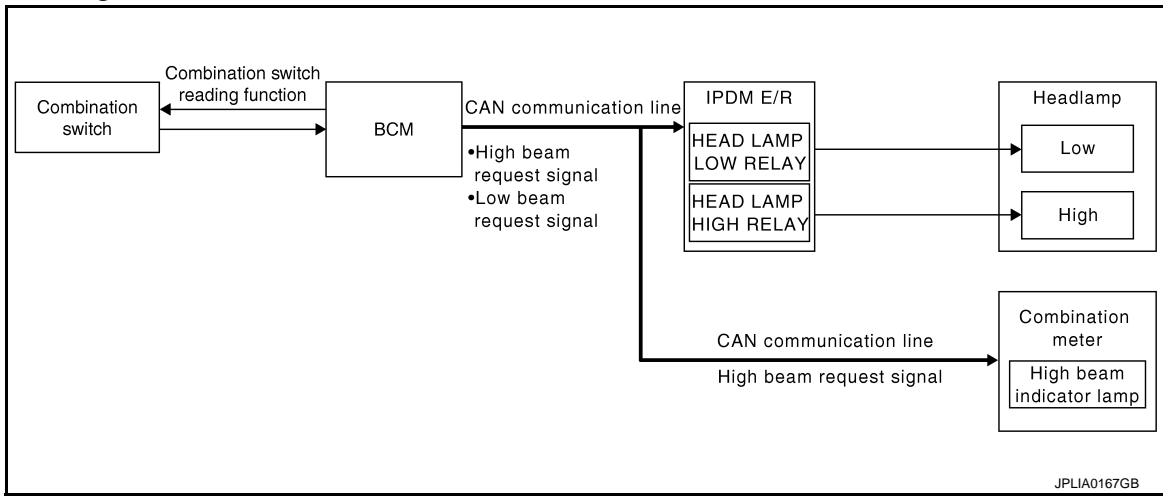 Combination switch
reading function
Combination
switch
BCM
CAN communication line
•High beam
request signal
•Low beam
request signal
IPDM E/R
HEAD LAMP
LOW RELAY
HEAD LAMP
HIGH RELAY
Headlamp
Low
High
CAN communication line
High beam request signal
Combination
meter
High beam
indicator lamp
JPLIA0167GB